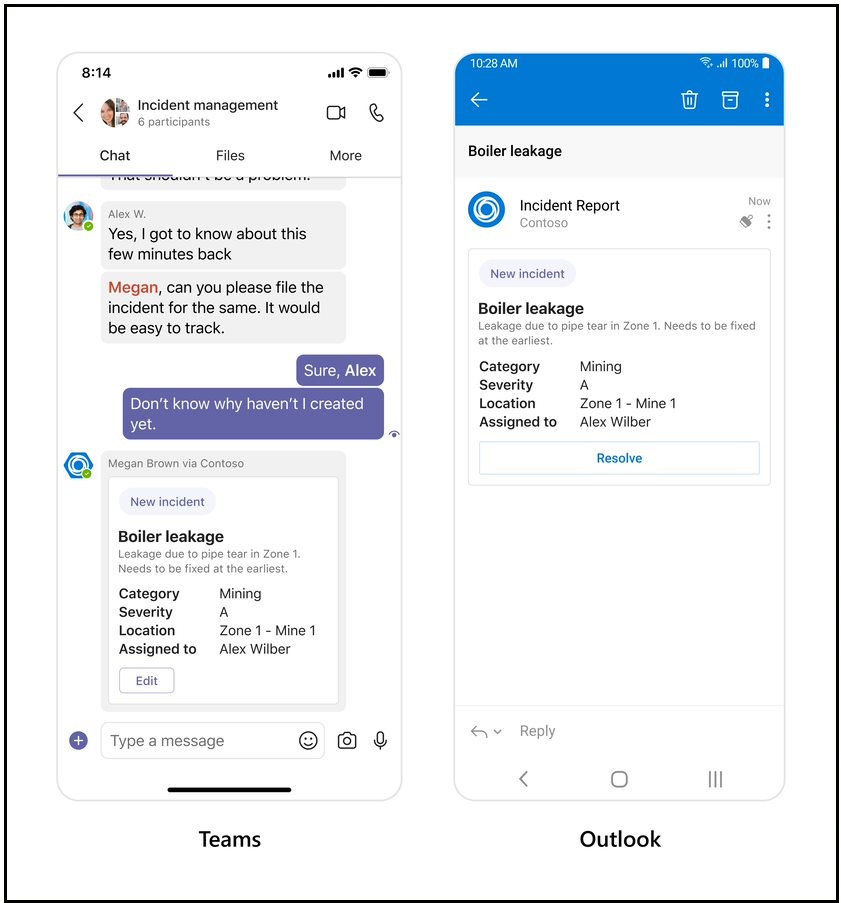 8:14
Incident management
6 participants
Chat
Files
More
That shouldn't be a problem.
Alex W.
Yes, I got to know about this
few minutes back
Megan, can you please file the
incident for the same. It would
be easy to track.
Sure, Alex
Don't know why haven't I created
yet.
Megan Brown via Contoso
New incident
Boiler leakage
Leakage due to pipe tear in Zone 1.
Needs to be fixed at the earliest.
Category Mining
Severity A
Location Zone 1 - Mine 1
Assigned to Alex Wilber
Edit
Type a message
Teams
10:28 AM 100%
Boiler leakage
Incident Report
Now
Contoso
New incident
Boiler leakage
Leakage due to pipe tear in Zone 1. Needs to be fixed
at the earliest.
Category Mining
Severity A
Location Zone 1 - Mine 1
Assigned to Alex Wilber
Resolve
Reply
Outlook